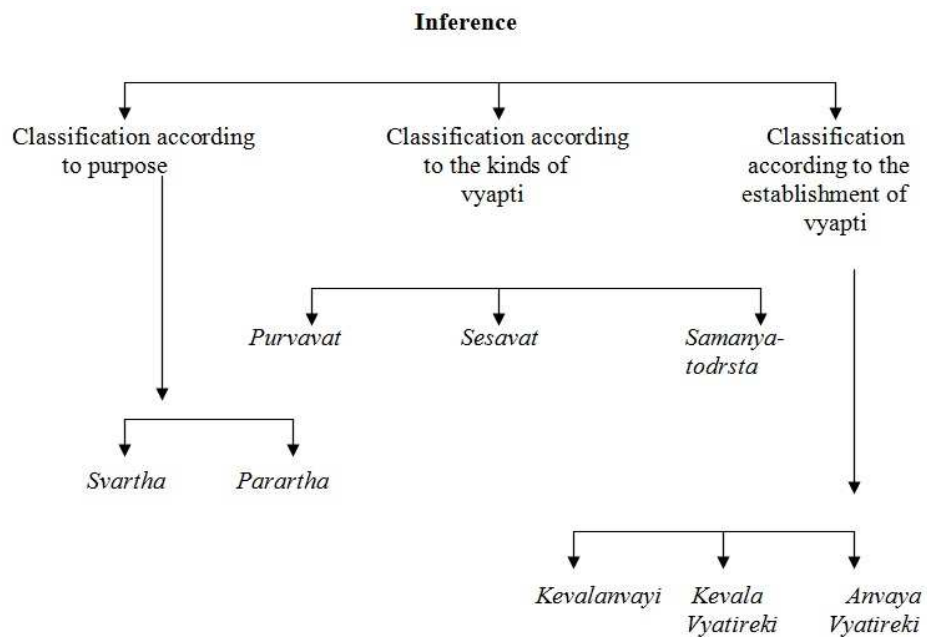 Inference
Classification according
to purpose
Classification according
to the kinds of
vyapti
Classification
according to the
establishment of
vyapti
Purvavat
Sesavat
Samanya-
todrsta
Svartha
Parartha
Kevalanvayi
Kevala
Vyatireki
Anvaya
Vyatireki